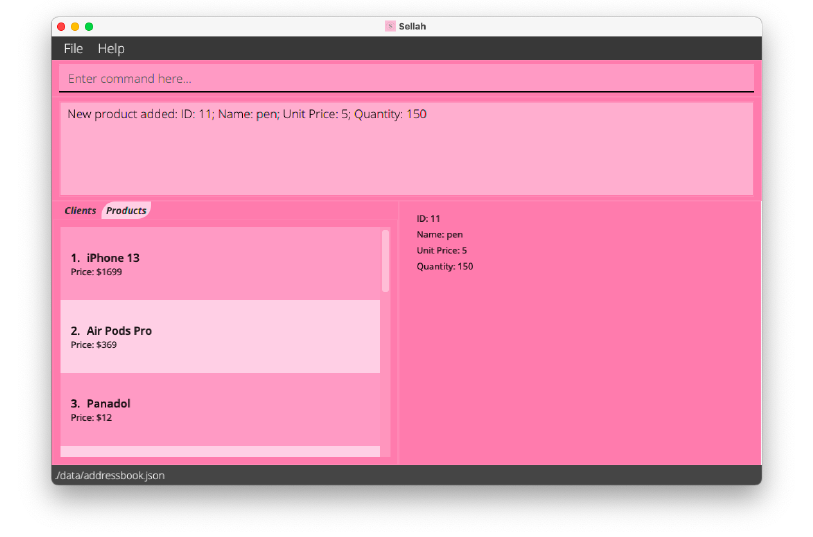 Sellah
File Help
Enter command here...
New product added: ID: 11; Name: pen; Unit Price: 5; Quantity: 150
Clients Products
1. iPhone 13
Price: $1699
2. Air Pods Pro
Price: $369
3. Panadol
Price: $12
ID: 11
Name: pen
Unit Price: 5
Quantity: 150
./data/addressbook.json